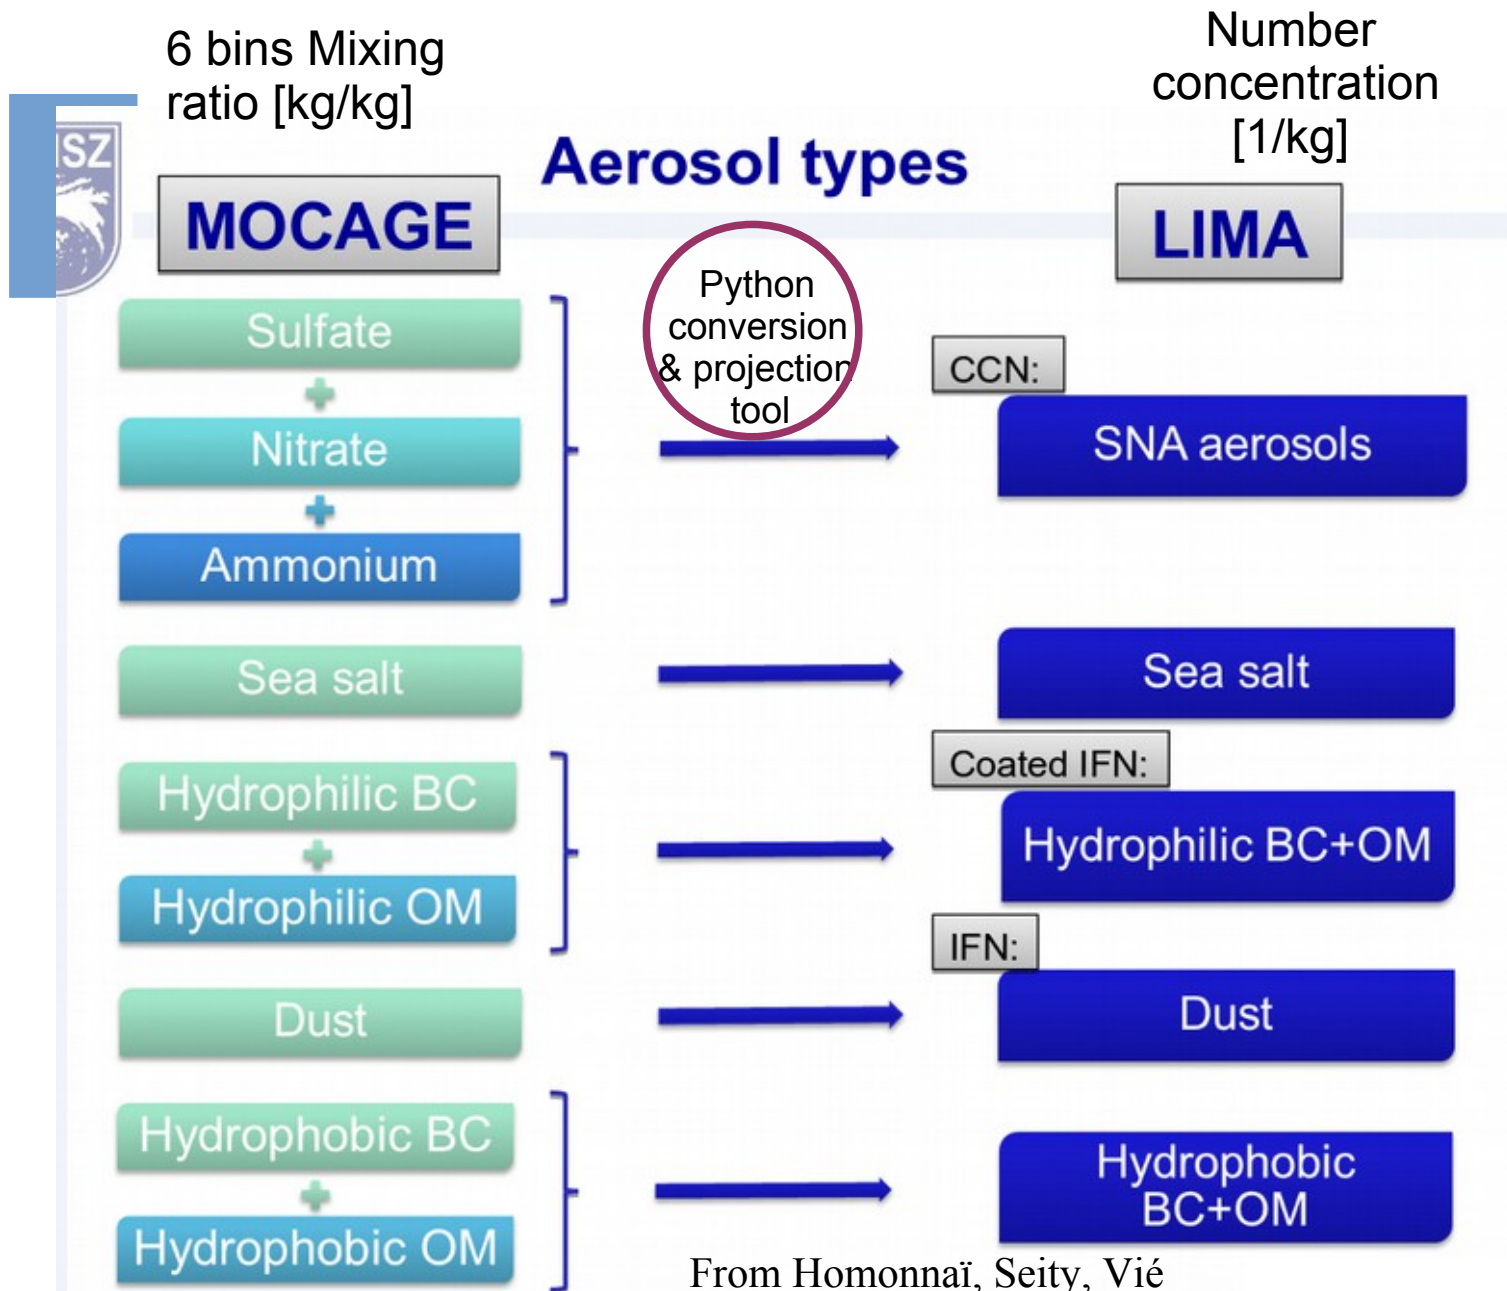 6 bins Mixing
ratio [kg/kg]
Number
concentration
[1/kg]
Aerosol types
MOCAGE
LIMA
Python
conversion
& projection
tool
Sulfate
+
Nitrate
+
Ammonium
CCN:
SNA aerosols
Sea salt
Sea salt
Hydrophilic BC
+
Hydrophilic OM
Coated IFN:
Hydrophilic BC+OM
Dust
IFN:
Dust
Hydrophobic BC
+
Hydrophobic OM
Hydrophobic
BC+OM
From Homonnaï, Seity, Vié